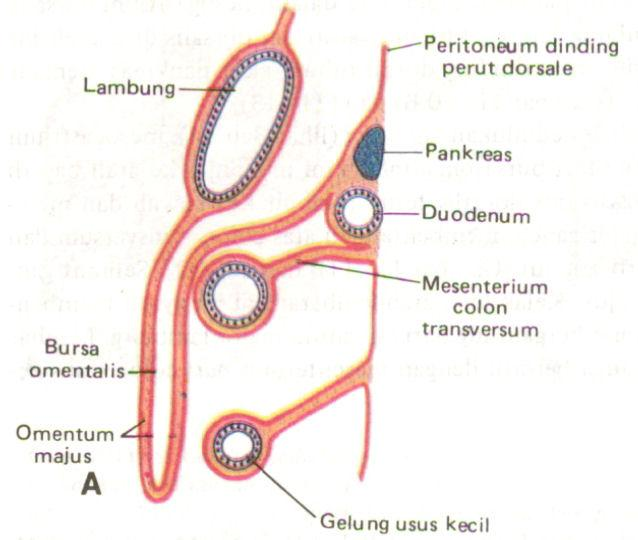 Peritoneum dinding
perut dorsale
Lambung
Pankreas
Duodenum
Mesenterium
colon
transversum
Bursa
omentalis
Omentum
majus
A
Gelung usus kecil